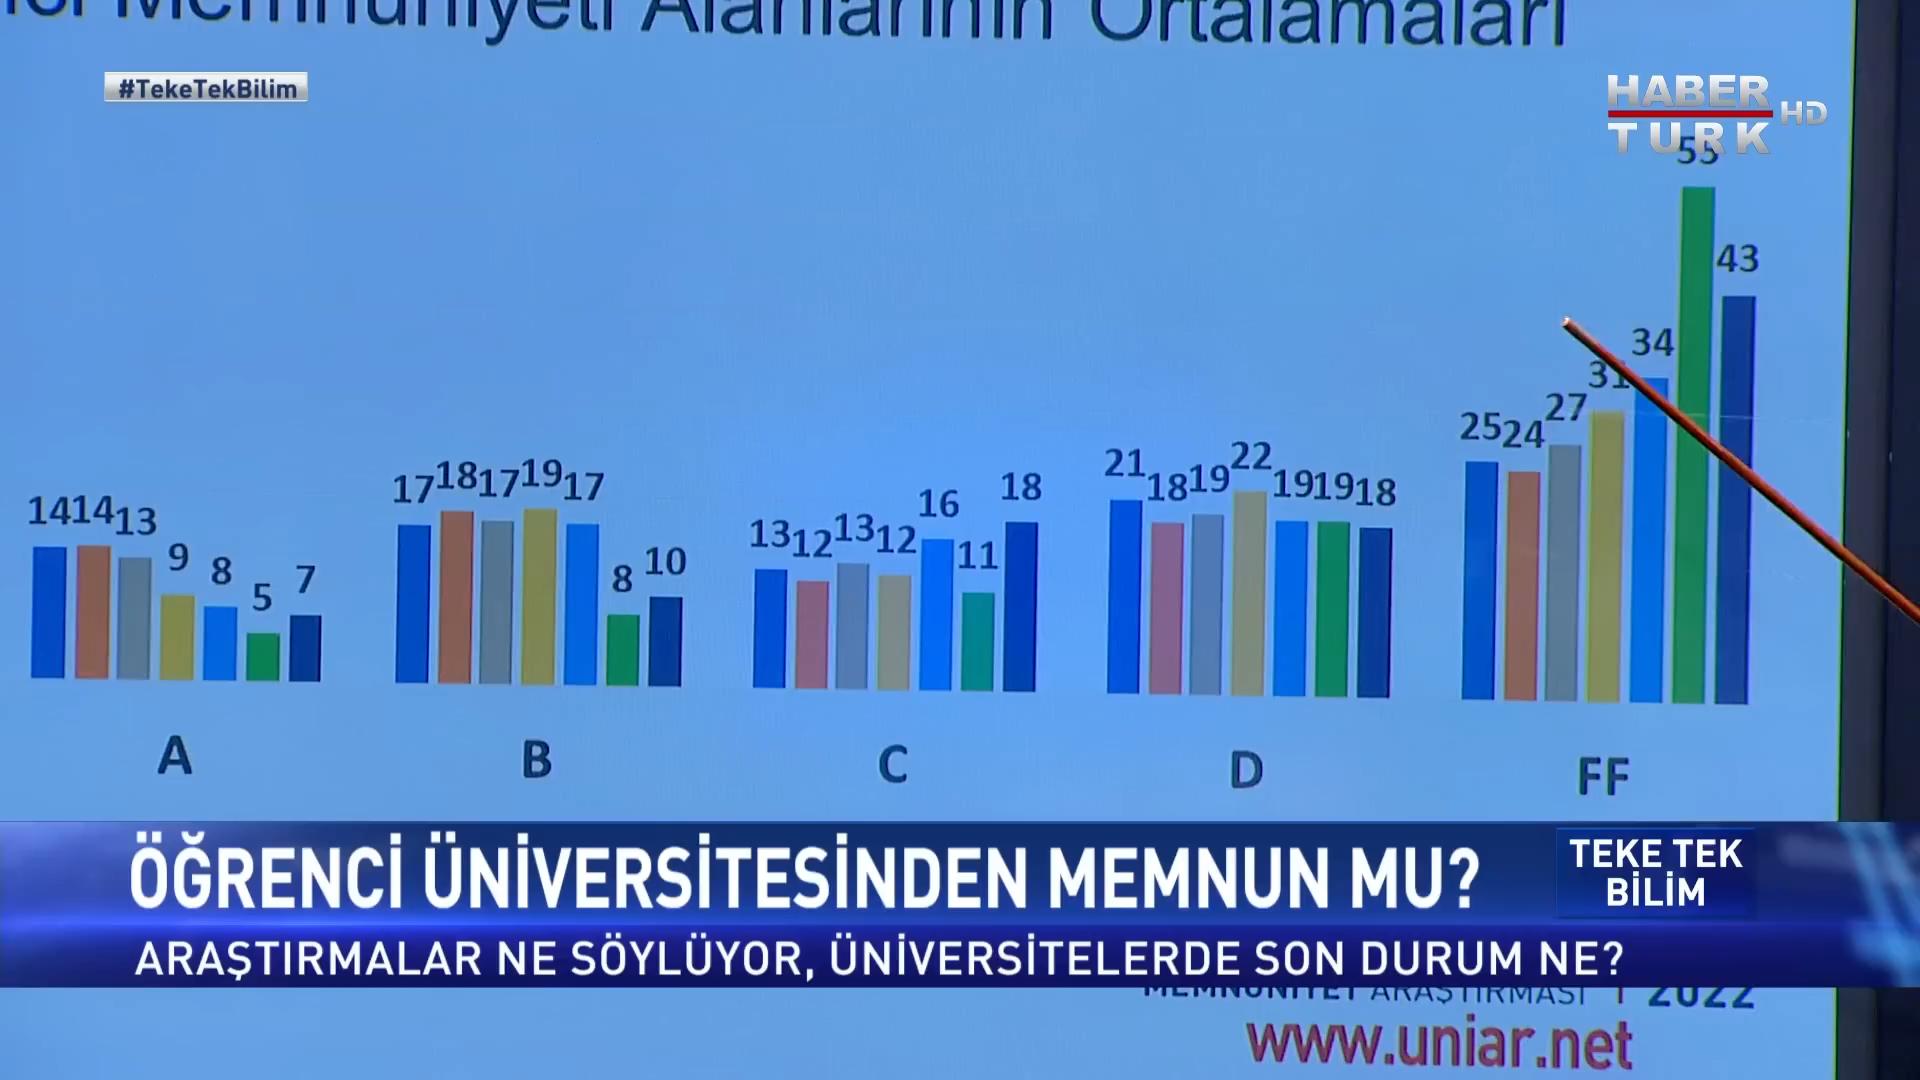 Memnuniyeti Alanlarının Ortalamaları
#TekeTekBilim
HABER
TURK HD
55
43
34
31
27
25 24
21 18 19 22 19 19 18
13 12 13 12 16 11 18
17 18 17 19 17 8 10
14 14 13 9 8 5 7
A B C D FF
ÖĞRENCİ ÜNİVERSİTESİNDEN MEMNUN MU?
TEKE TEK
BİLİM
ARAŞTIRMALAR NE SÖYLÜYOR, ÜNİVERSİTELERDE SON DURUM NE?
MEMNUNİYET ARAŞTIRMASI | 2022
www.uniar.net